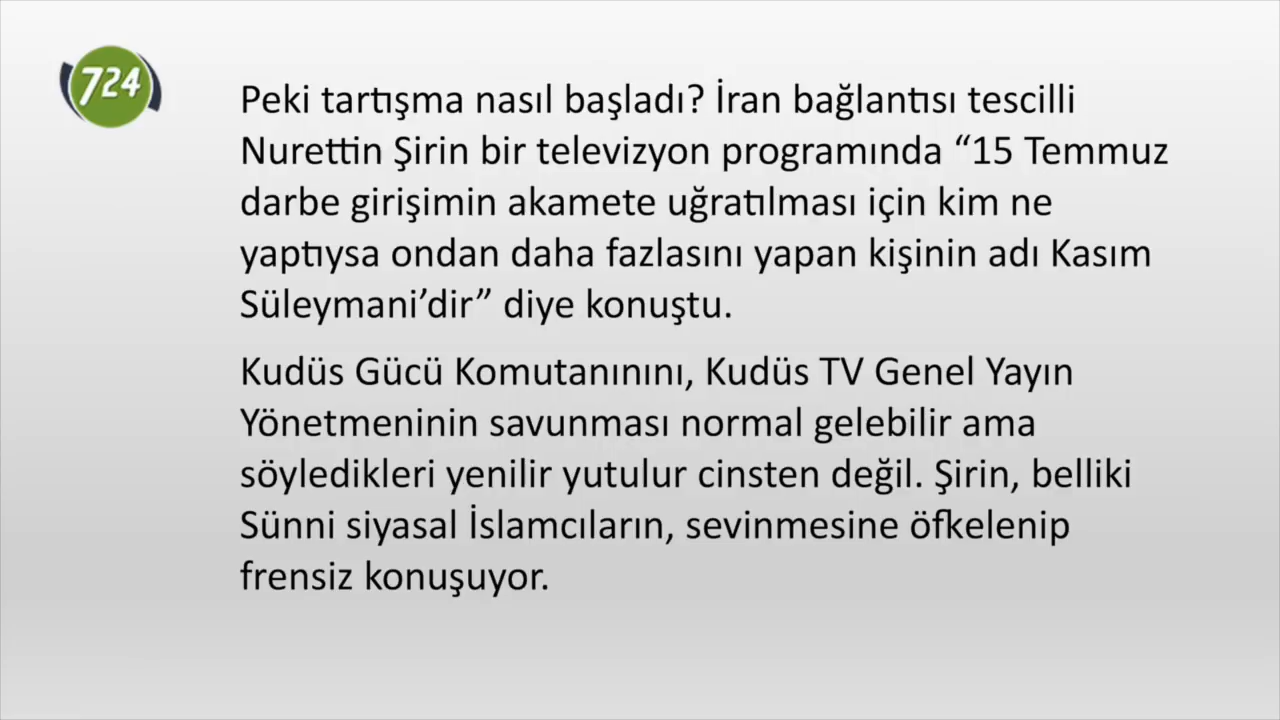 724
Peki tartışma nasıl başladı? İran bağlantısı tescilli
Nurettin Şirin bir televizyon programında “15 Temmuz
darbe girişimin akamete uğratılması için kim ne
yaptıysa ondan daha fazlasını yapan kişinin adı Kasım
Süleymani’dir” diye konuştu.
Kudüs Gücü Komutanınını, Kudüs TV Genel Yayın
Yönetmeninin savunması normal gelebilir ama
söyledikleri yenilir yutulur cinsten değil. Şirin, belliki
Sünni siyasal İslamcıların, sevinmesine öfkelenip
frensiz konuşuyor.